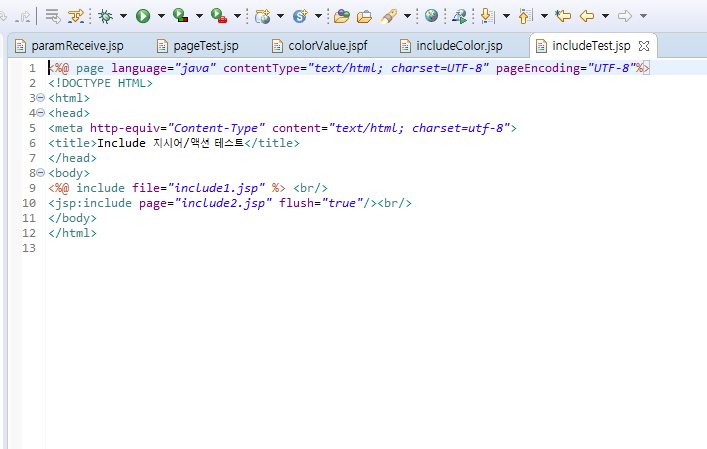 paramReceive.jsp pageTest.jsp colorValue.jspf includeColor.jsp includeTest.jsp
1 <%@ page language="java" contentType="text/html; charset=UTF-8" pageEncoding="UTF-8"%>
2 <!DOCTYPE HTML>
3 <html>
4 <head>
5 <meta http-equiv="Content-Type" content="text/html; charset=utf-8">
6 <title>Include 지시어/액션 테스트</title>
7 </head>
8 <body>
9 <%@ include file="include1.jsp" %> <br/>
10 <jsp:include page="include2.jsp" flush="true"/><br/>
11 </body>
12 </html>
13